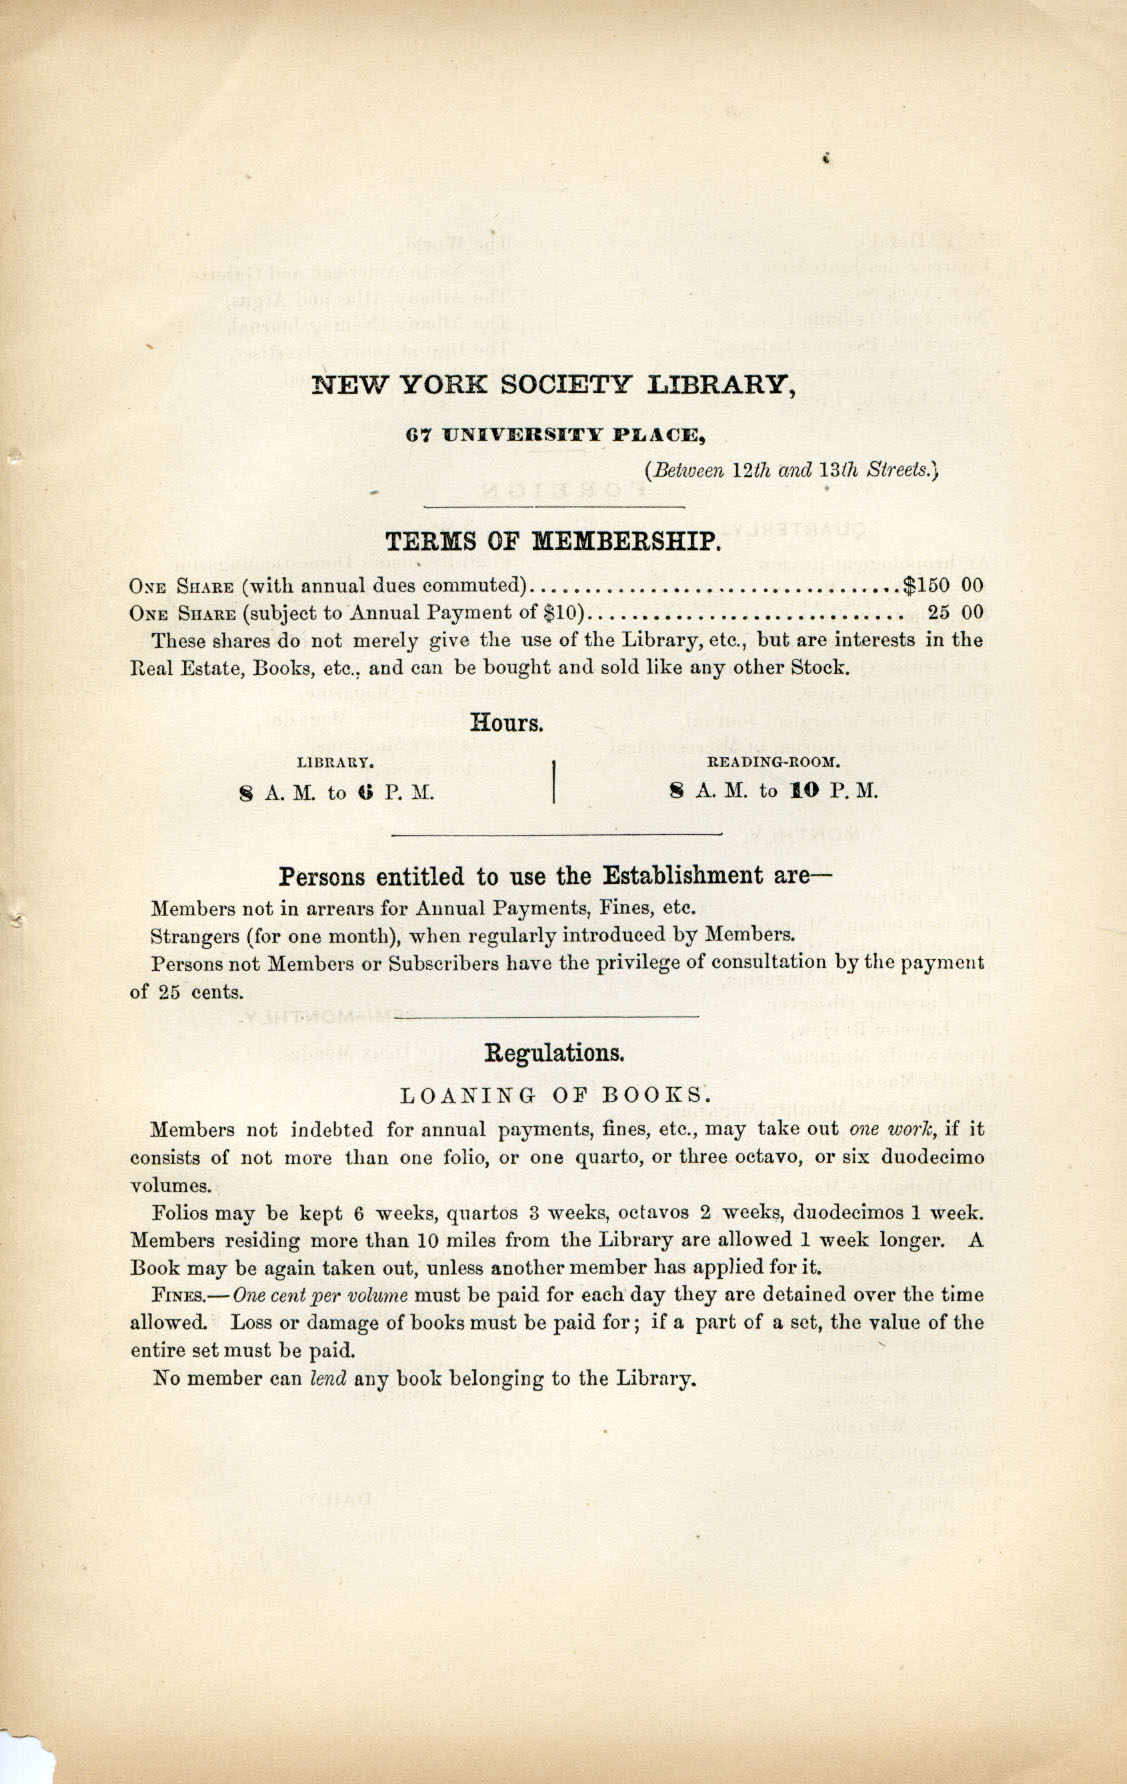 NEW YORK SOCIETY LIBRARY,
67 UNIVERSITY PLACE,
(Between 12th and 13th Streets.)
TERMS OF MEMBERSHIP.
ONE SHARE (with annual dues commuted)..................................$150 00
ONE SHARE (subject to Annual Payment of $10)............................ 25 00
These shares do not merely give the use of the Library, etc., but are interests in the
Real Estate, Books, etc., and can be bought and sold like any other Stock.
Hours.
LIBRARY.
8 A. M. to 6 P. M.
READING-ROOM.
8 A. M. to 10 P. M.
Persons entitled to use the Establishment are—
Members not in arrears for Annual Payments, Fines, etc.
Strangers (for one month), when regularly introduced by Members.
Persons not Members or Subscribers have the privilege of consultation by the payment
of 25 cents.
Regulations.
LOANING OF BOOKS.
Members not indebted for annual payments, fines, etc., may take out one work, if it
consists of not more than one folio, or one quarto, or three octavo, or six duodecimo
volumes.
Folios may be kept 6 weeks, quartos 3 weeks, octavos 2 weeks, duodecimos 1 week.
Members residing more than 10 miles from the Library are allowed 1 week longer. A
Book may be again taken out, unless another member has applied for it.
FINES.—One cent per volume must be paid for each day they are detained over the time
allowed. Loss or damage of books must be paid for; if a part of a set, the value of the
entire set must be paid.
No member can lend any book belonging to the Library.